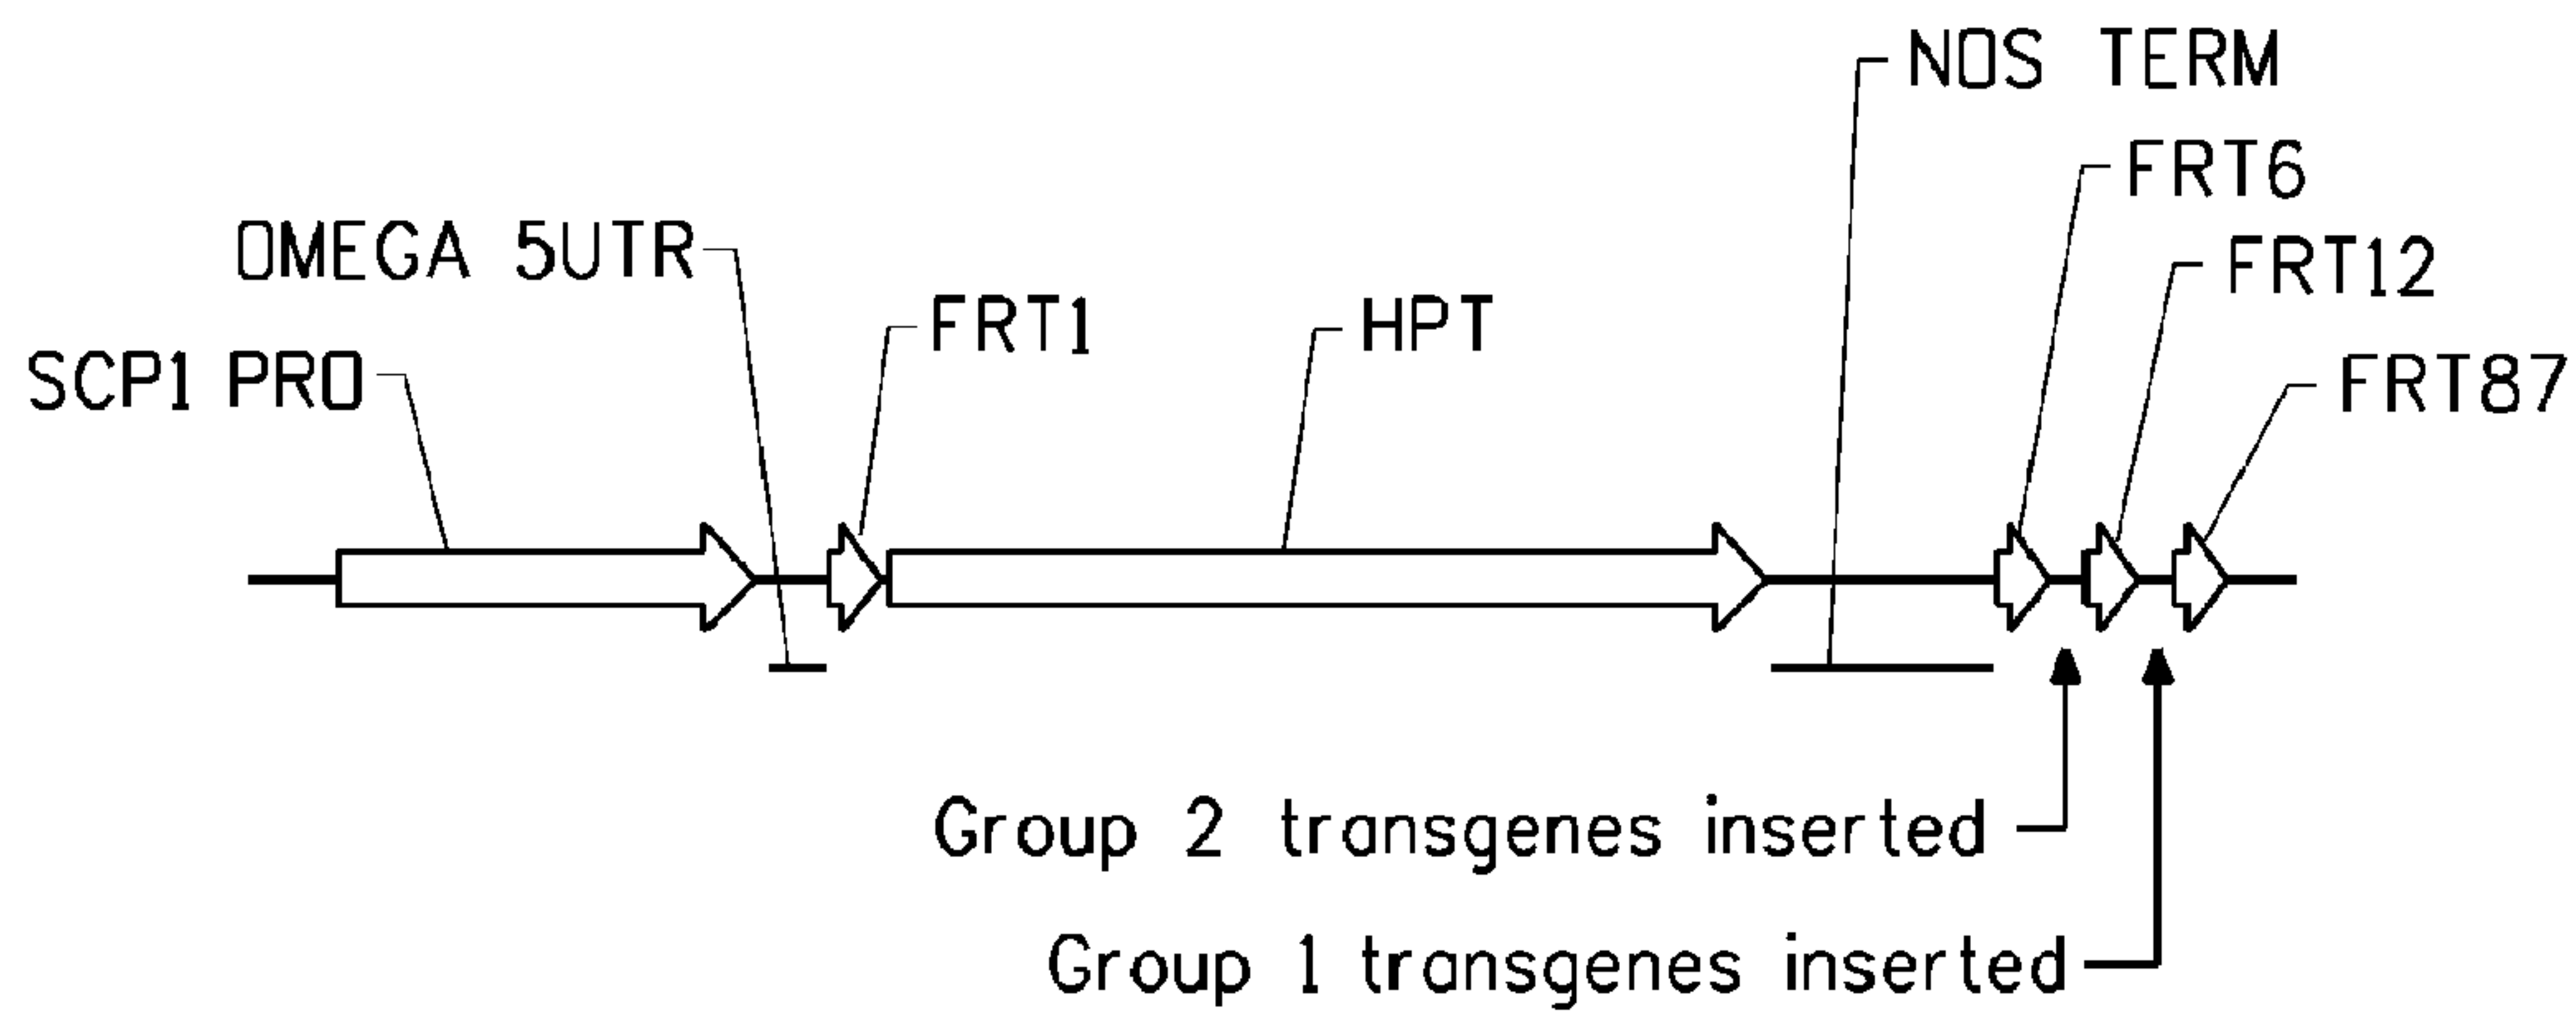 NOS TERM
FRT6
OMEGA 5UTR
FRT12
FRT1
HPT
SCP1 PRO
FRT87
Group 2 transgenes inserted
Group 1 transgenes inserted